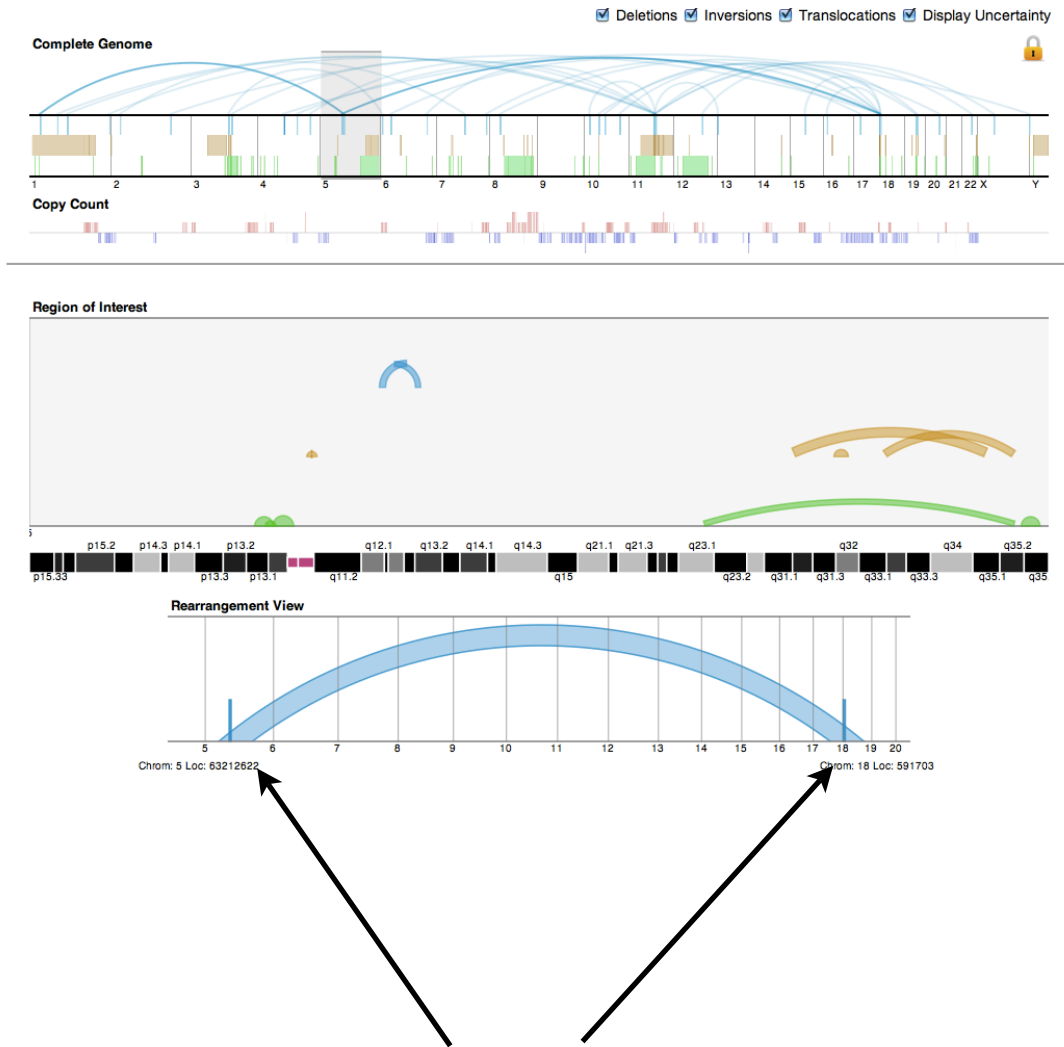 Deletions Inversions Translocations Display Uncertainty
Complete Genome
1 2 3 4 5 6 7 8 9 10 11 12 13 14 15 16 17 18 19 20 21 22 X Y
Copy Count
Region of Interest
p15.2 p14.3 p14.1 p13.2 q12.1 q13.2 q14.1 q14.3 q21.1 q21.3 q23.1 q32 q34 q35.2
p15.33 p13.3 p13.1 q11.2 q15 q23.2 q31.1 q31.3 q33.1 q33.3 q35.1 q35
Rearrangement View
5 6 7 8 9 10 11 12 13 14 15 16 17 18 19 20
Chrom: 5 Loc: 63212622 Chrom: 18 Loc: 591703